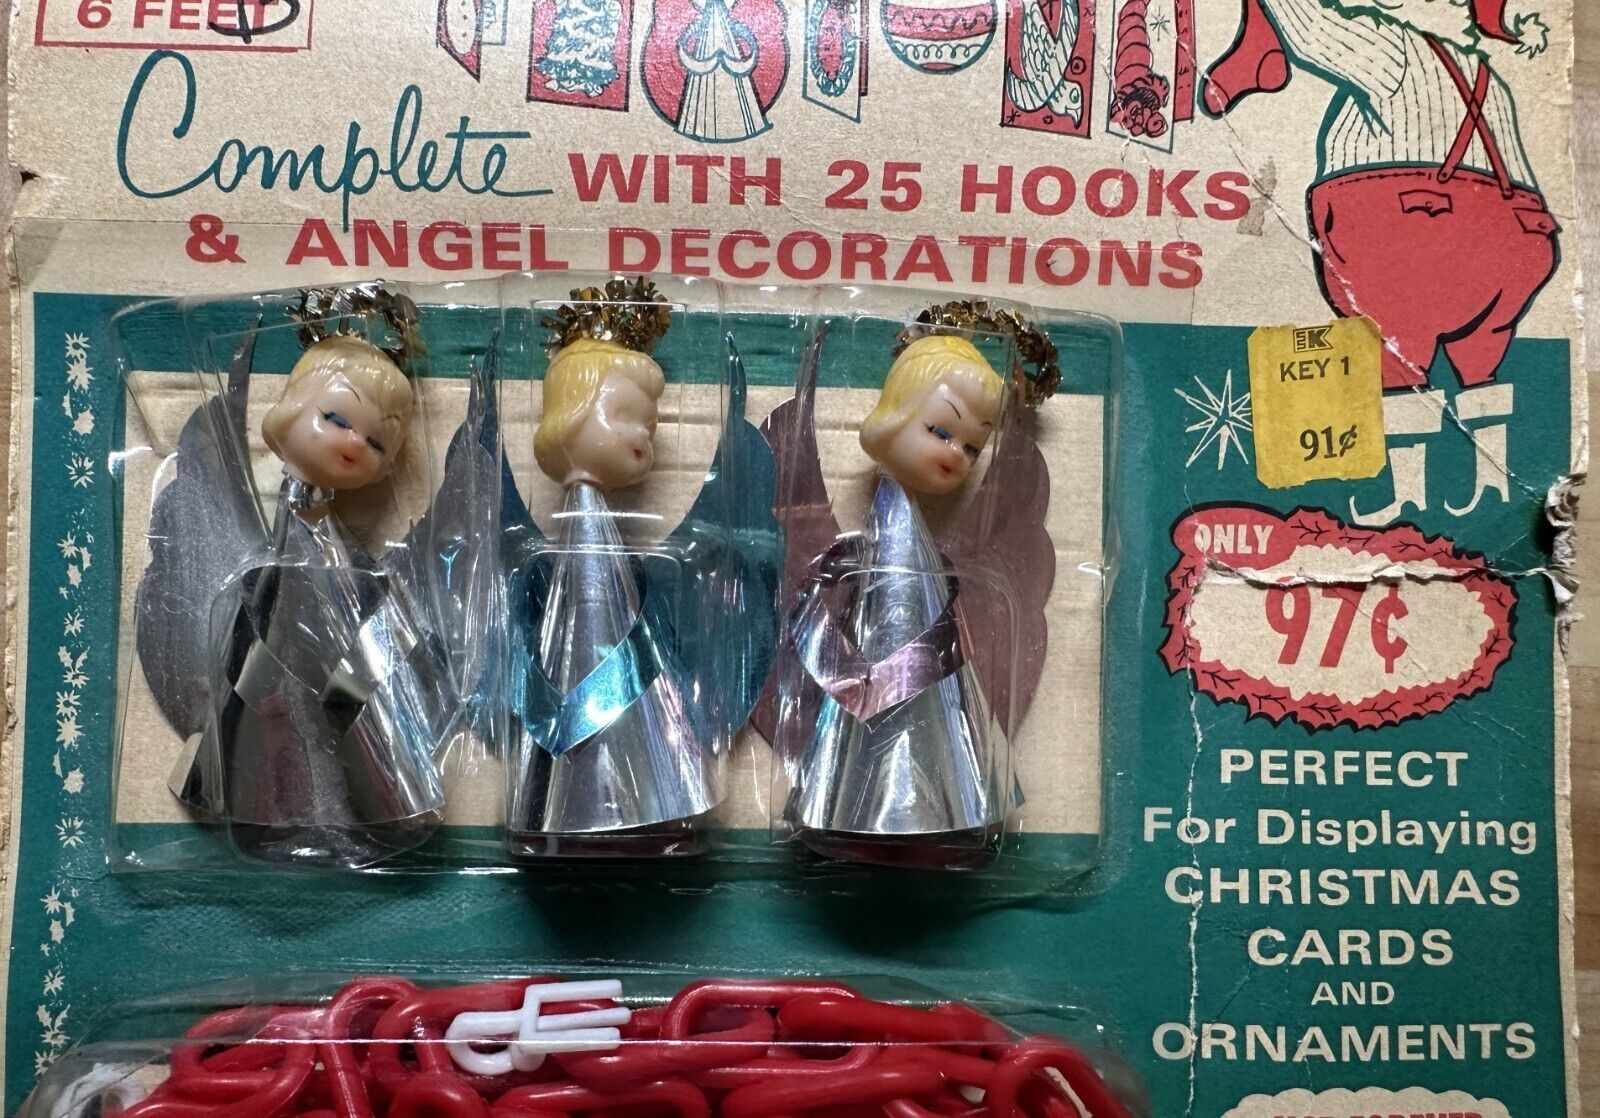 6 FEET
Complete WITH 25 HOOKS
& ANGEL DECORATIONS
K
KEY 1
91¢
ONLY
97¢
PERFECT
For Displaying
CHRISTMAS
CARDS
AND
ORNAMENTS